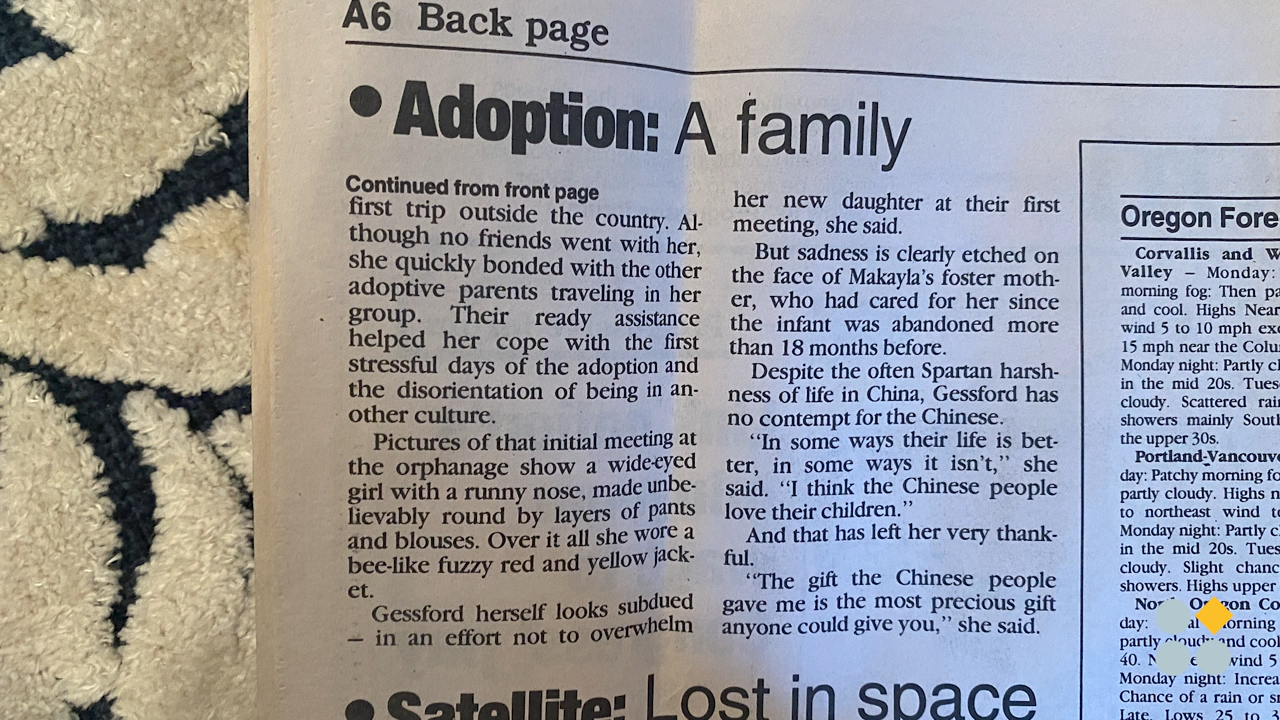 A6 Back page
● Adoption: A family
Continued from front page
first trip outside the country. Al-
though no friends went with her,
she quickly bonded with the other
adoptive parents traveling in her
group. Their ready assistance
helped her cope with the first
stressful days of the adoption and
the disorientation of being in an-
other culture.
Pictures of that initial meeting at
the orphanage show a wide-eyed
girl with a runny nose, made unbe-
lievably round by layers of pants
and blouses. Over it all she wore a
bee-like fuzzy red and yellow jack-
et.
Gessford herself looks subdued
— in an effort not to overwhelm
her new daughter at their first
meeting, she said.
But sadness is clearly etched on
the face of Makayla's foster moth-
er, who had cared for her since
the infant was abandoned more
than 18 months before.
Despite the often Spartan harsh-
ness of life in China, Gessford has
no contempt for the Chinese.
"In some ways their life is bet-
ter, in some ways it isn't," she
said. "I think the Chinese people
love their children."
And that has left her very thank-
ful.
"The gift the Chinese people
gave me is the most precious gift
anyone could give you," she said.
● Satellite: Lost in space
Oregon Fore
Corvallis and W
Valley — Monday:
morning fog: Then pa
and cool. Highs Near
wind 5 to 10 mph exc
15 mph near the Colu
Monday night: Partly cl
in the mid 20s. Tues
cloudy. Scattered rai
showers mainly South
the upper 30s.
Portland-Vancouve
day: Patchy morning fo
partly cloudy. Highs n
to northeast wind to
Monday night: Partly c
in the mid 20s. Tues
cloudy. Slight chanc
showers. Highs upper
Co
day: orning
partly cloudy and cool
40. wind 5
Monday night: Increa
Chance of a rain or s
Late. Lows 25 to 3